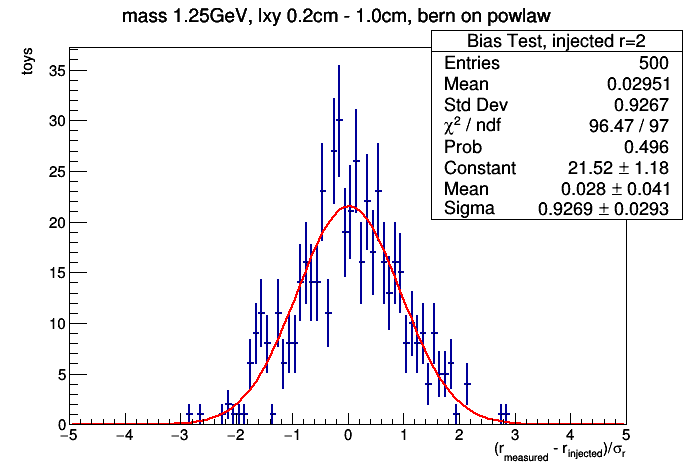 mass 1.25GeV, lxy 0.2cm - 1.0cm, bern on powlaw
Bias Test, injected r=2
Entries 500
Mean 0.02951
Std Dev 0.9267
χ² / ndf 96.47 / 97
Prob 0.496
Constant 21.52 ± 1.18
Mean 0.028 ± 0.041
Sigma 0.9269 ± 0.0293
toys
35
30
25
20
15
10
5
0
−5 −4 −3 −2 −1 0 1 2 3 4 5
(r_measured - r_injected)/σ_r